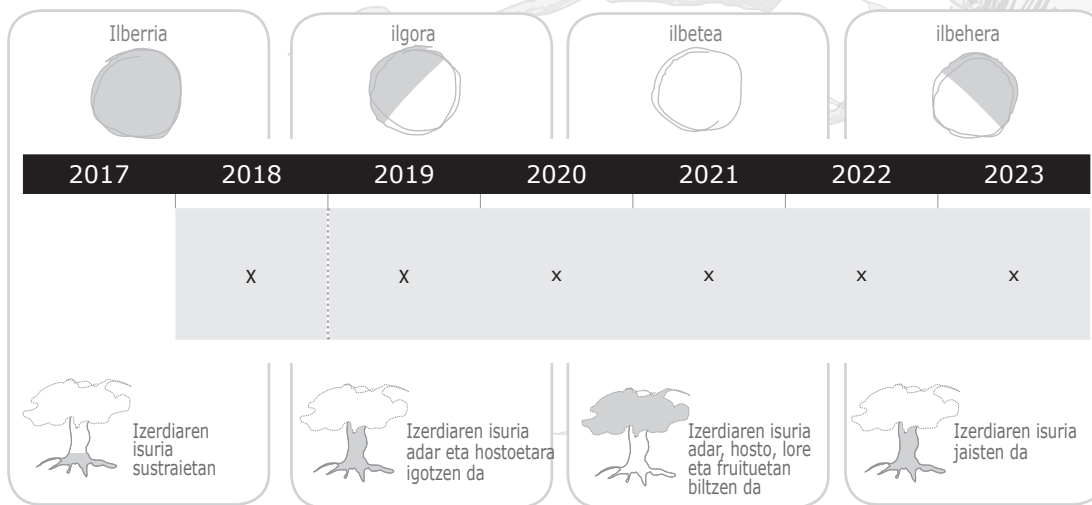 Ilberria
ilgora
ilbetea
ilbehera
2017 2018 2019 2020 2021 2022 2023
X X x x x x
Izerdiaren
isuria
sustraietan
Izerdiaren isuria
adar eta hostoetara
igotzen da
Izerdiaren isuria
adar, hosto, lore
eta fruituetan
biltzen da
Izerdiaren isuria
jaisten da